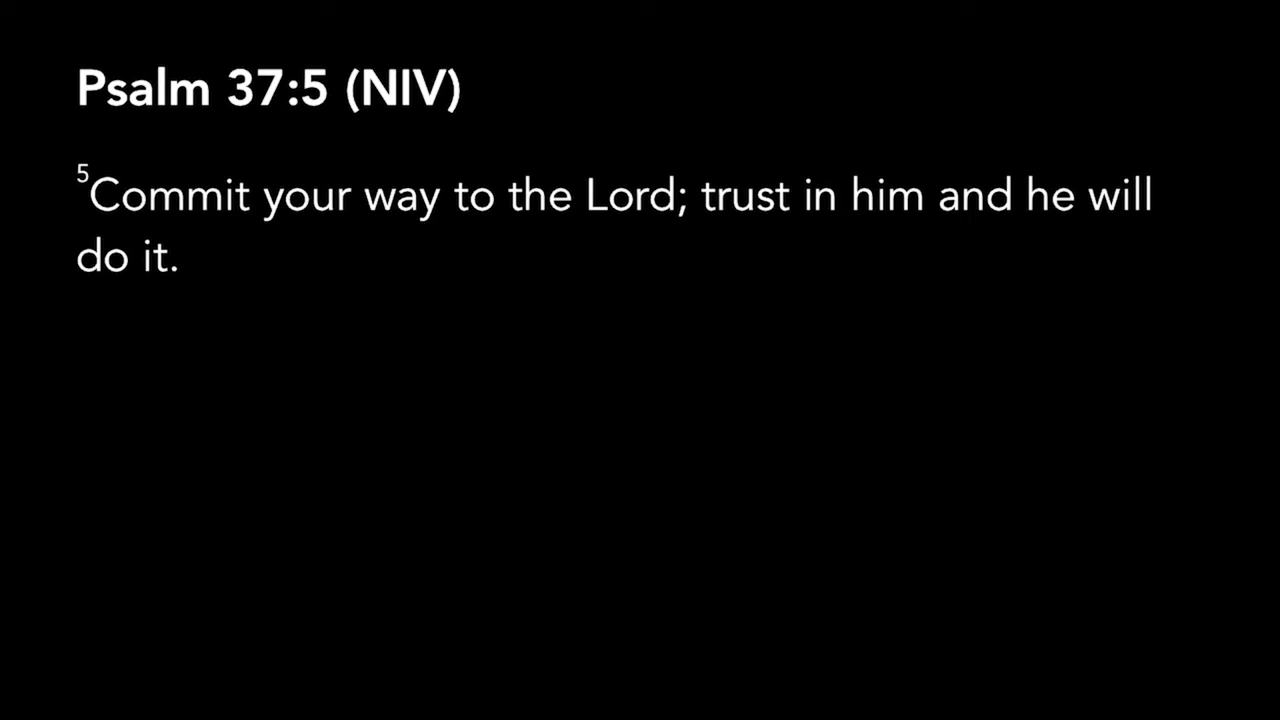 Psalm 37:5 (NIV)
⁵Commit your way to the Lord; trust in him and he will
do it.